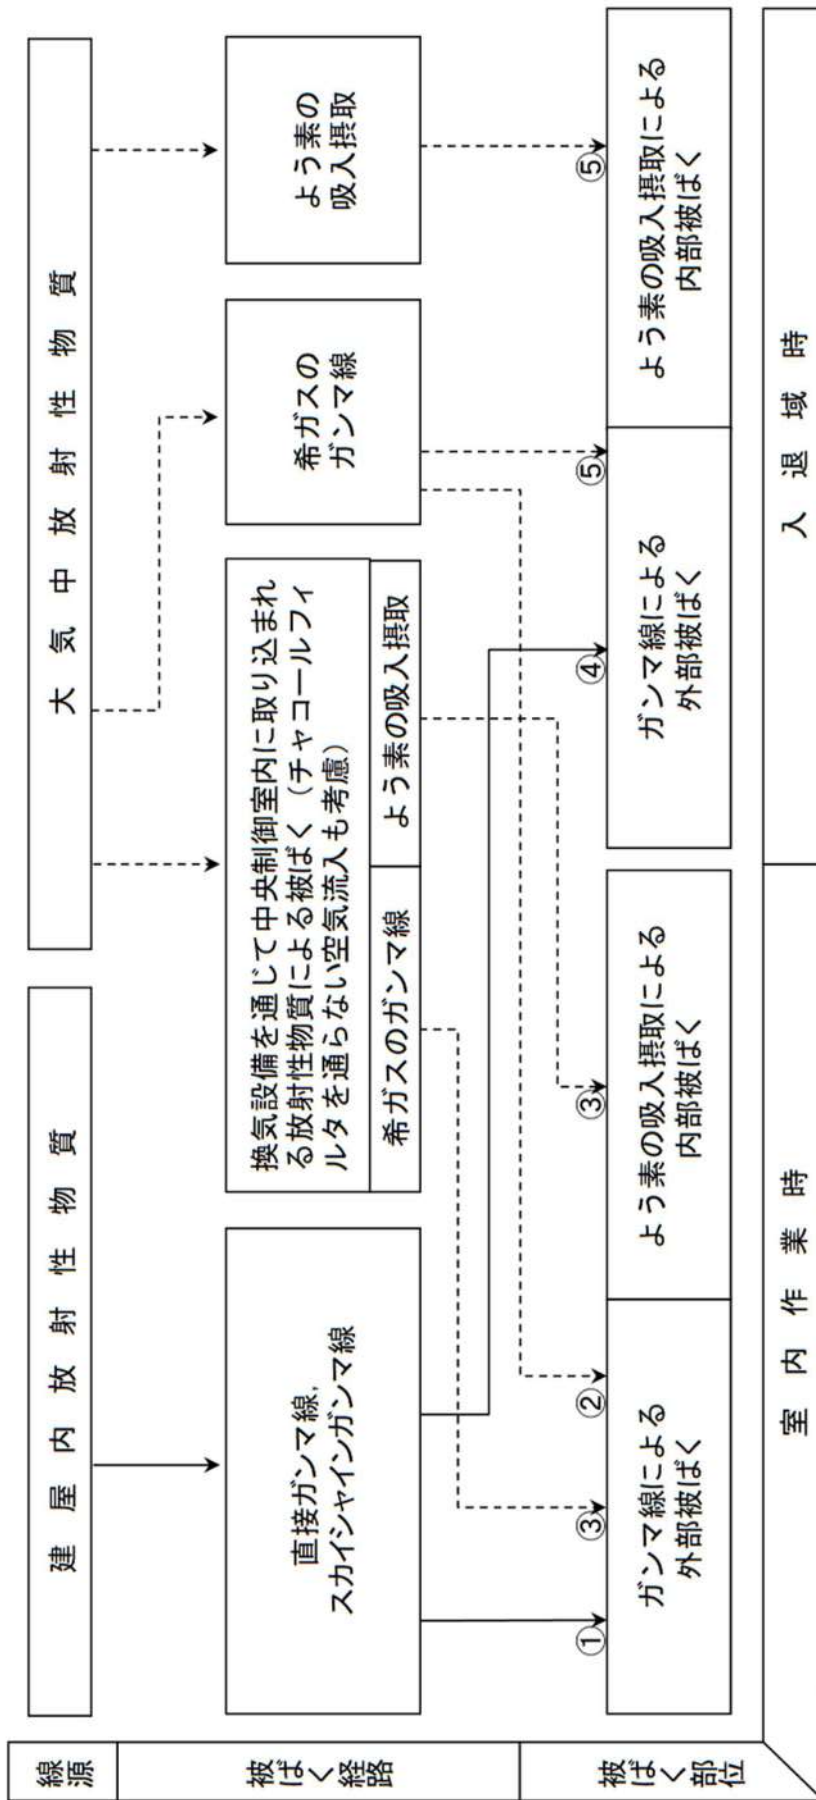 線源
建屋内放射性物質
大気中放射性物質
被ばく経路
直接ガンマ線,
スカイシャインガンマ線
換気設備を通じて中央制御室内に取り込まれ
る放射性物質による被ばく（チャコールフィ
ルタを通らない空気流入も考慮）
希ガスのガンマ線
よう素の吸入摂取
希ガスの
ガンマ線
よう素の
吸入摂取
①
③
②
③
④
⑤
⑤
被ばく部位
ガンマ線による
外部被ばく
よう素の吸入摂取による
内部被ばく
ガンマ線による
外部被ばく
よう素の吸入摂取による
内部被ばく
室内作業時
入退域時